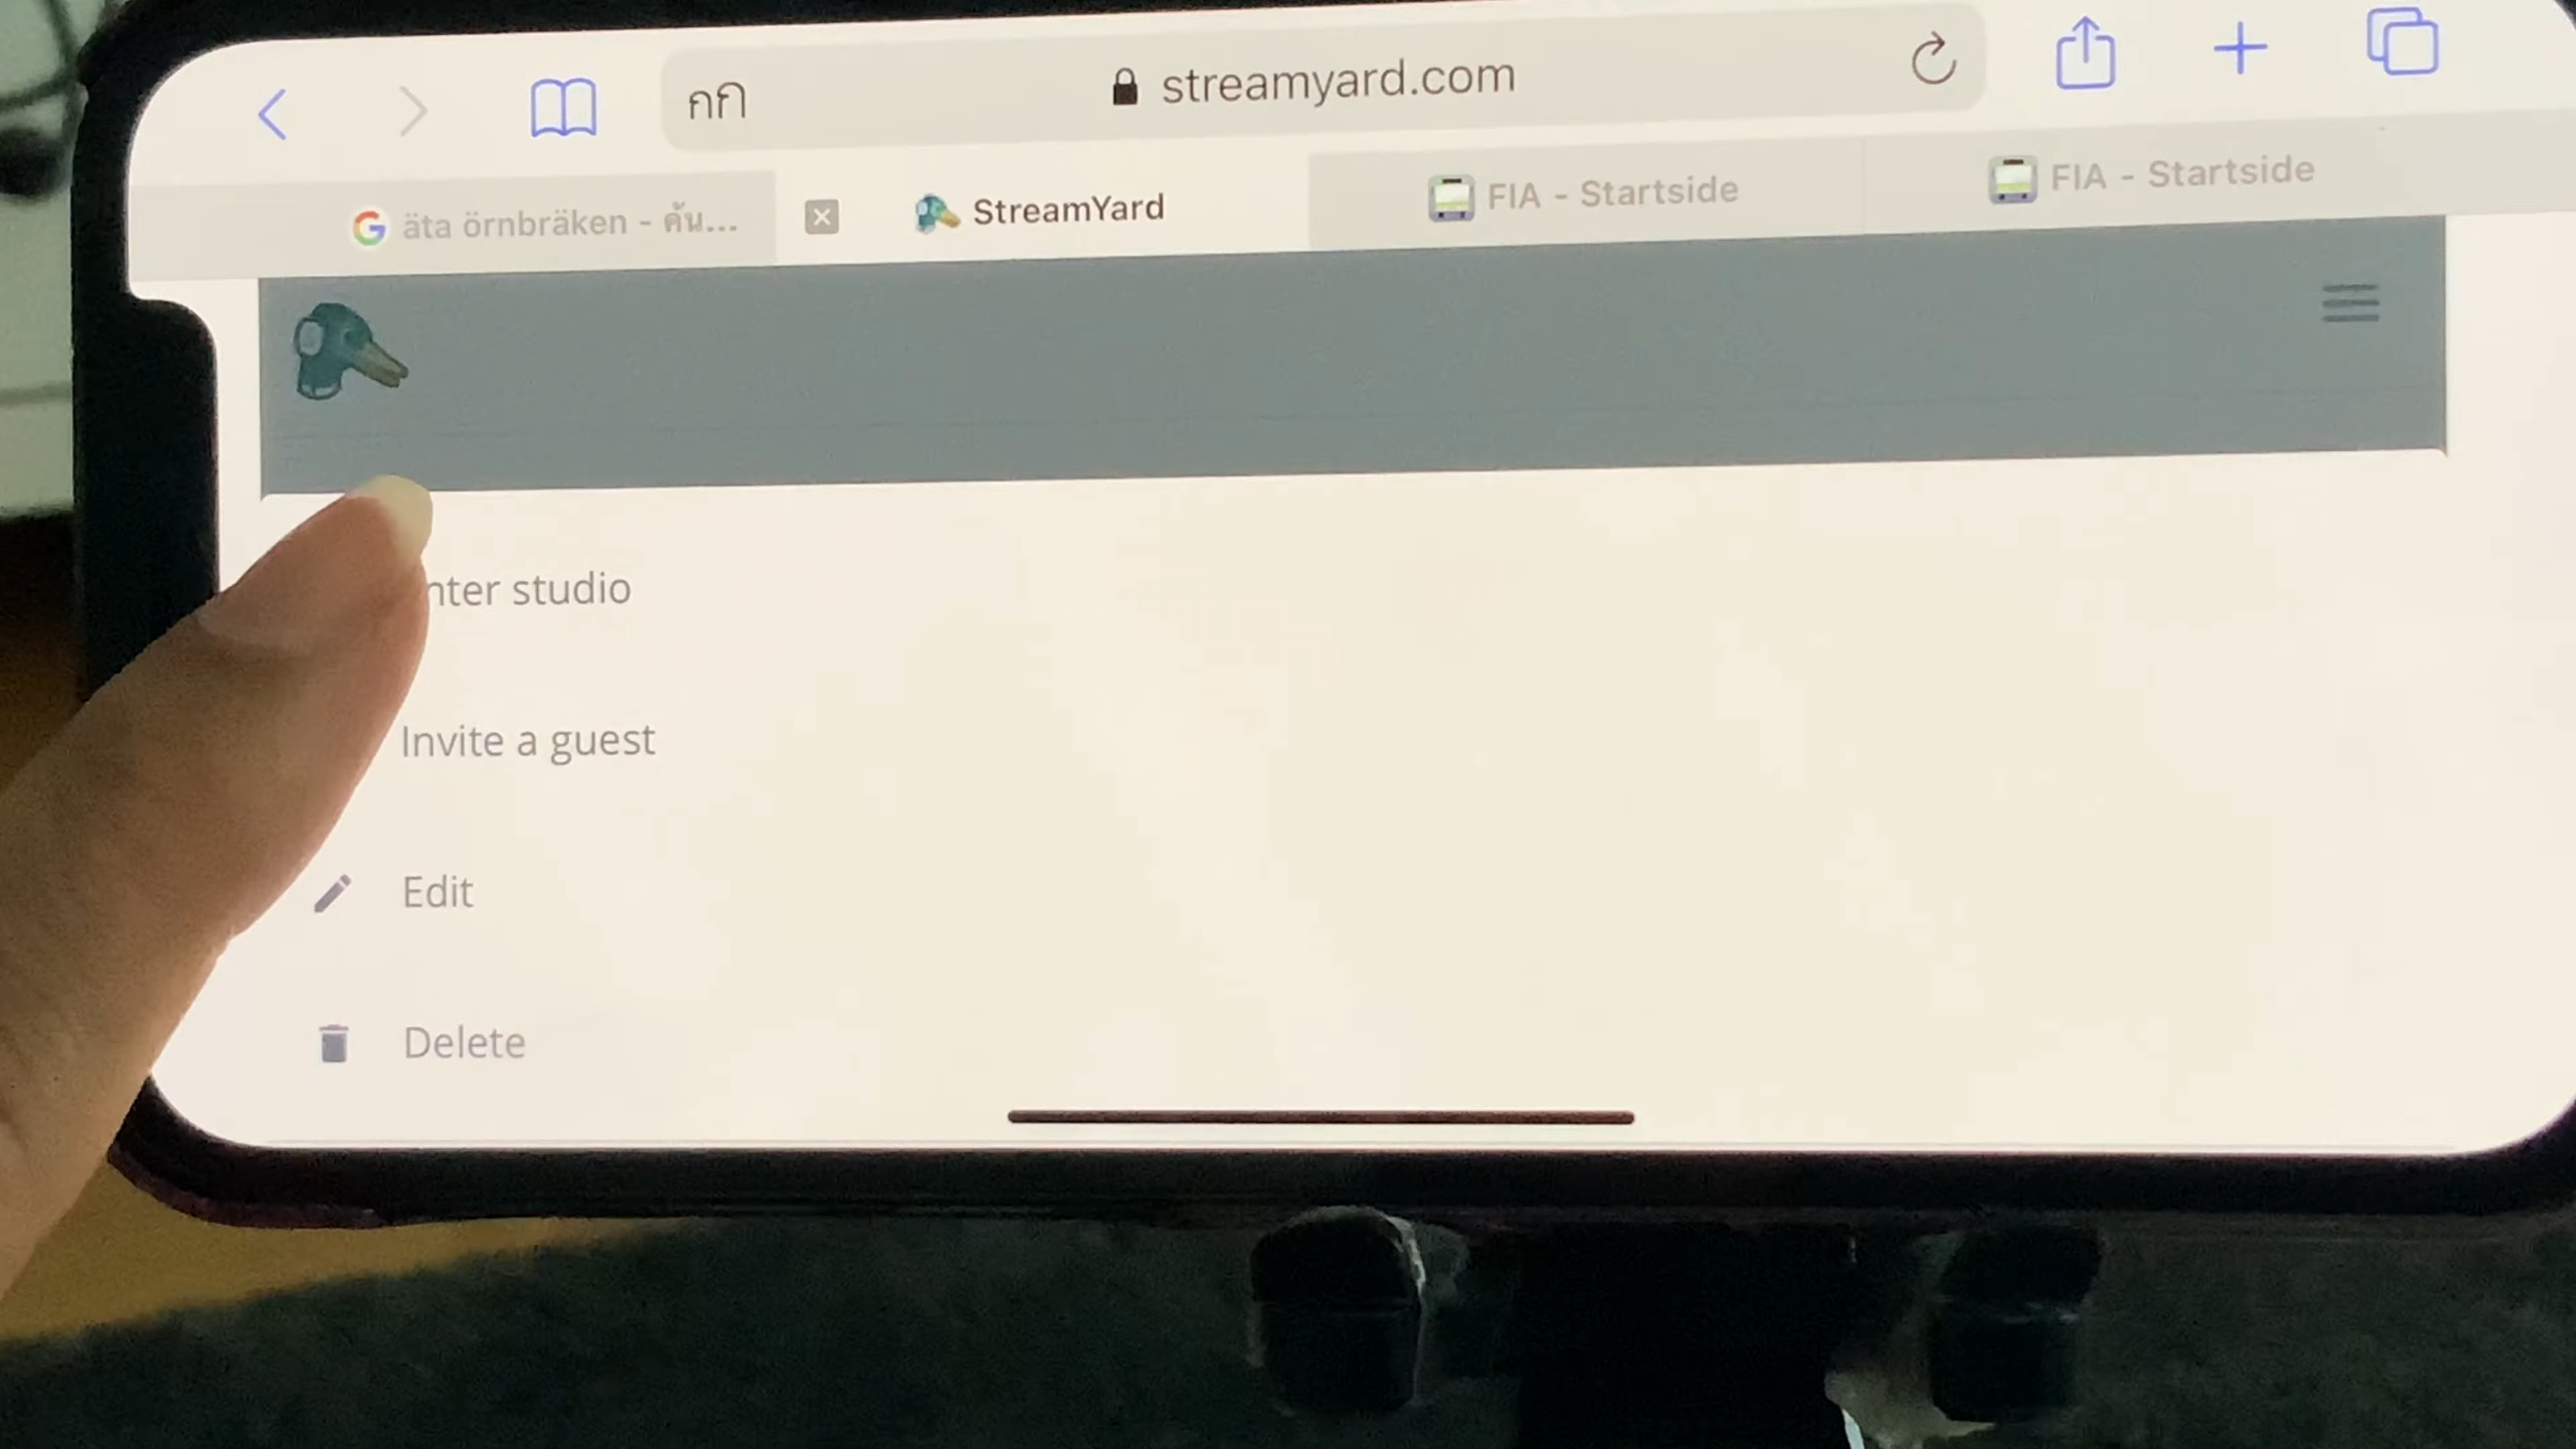 กก streamyard.com
äta örnbräken - ค้น... StreamYard FIA - Startside FIA - Startside
nter studio
Invite a guest
Edit
Delete